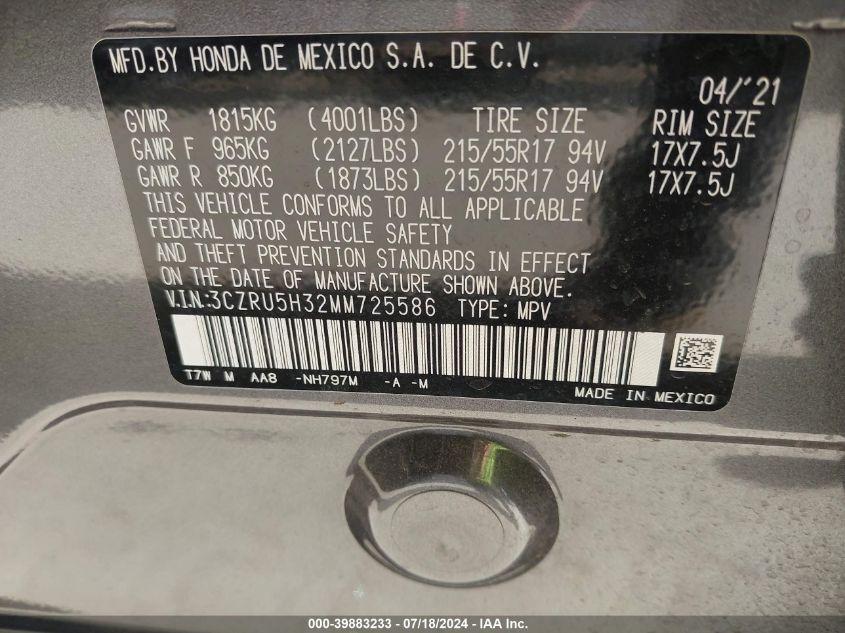 MFD.BY HONDA DE MEXICO S.A. DE C.V.
04/'21
GVWR 1815KG (4001LBS) TIRE SIZE RIM SIZE
GAWR F 965KG (2127LBS) 215/55R17 94V 17X7.5J
GAWR R 850KG (1873LBS) 215/55R17 94V 17X7.5J
THIS VEHICLE CONFORMS TO ALL APPLICABLE
FEDERAL MOTOR VEHICLE SAFETY
AND THEFT PREVENTION STANDARDS IN EFFECT
ON THE DATE OF MANUFACTURE SHOWN ABOVE.
V.I.N.:3CZRU5H32MM725586 TYPE: MPV
T7W M AA8 -NH797M -A -M
MADE IN MEXICO
000-39883233 - 07/18/2024 - IAA Inc.